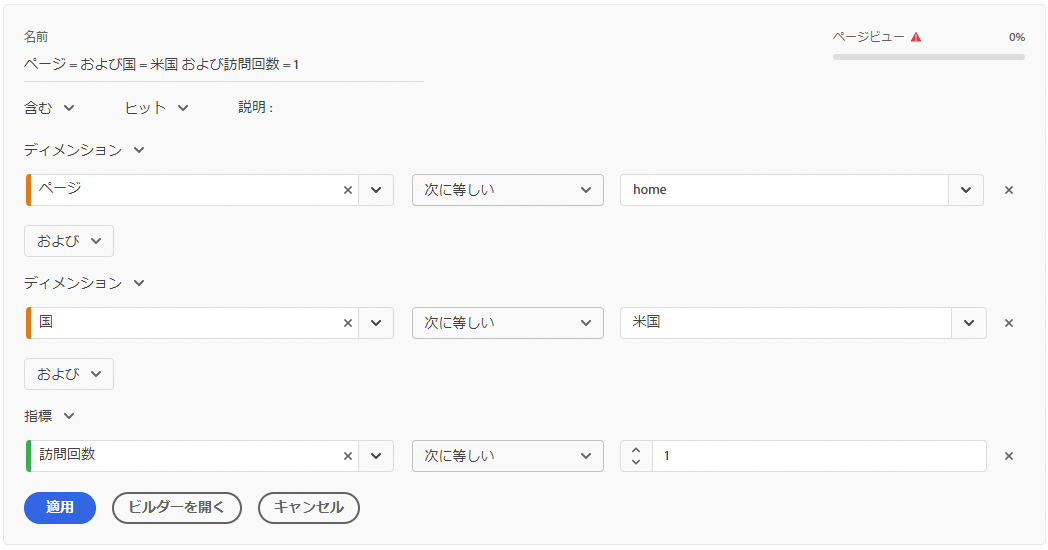 名前
ページビュー 0%
ページ = および国 = 米国 および訪問回数 = 1
含む ヒット 説明 :
ディメンション
ページ 次に等しい home
および
ディメンション
国 次に等しい 米国
および
指標
訪問回数 次に等しい 1
適用 ビルダーを開く キャンセル